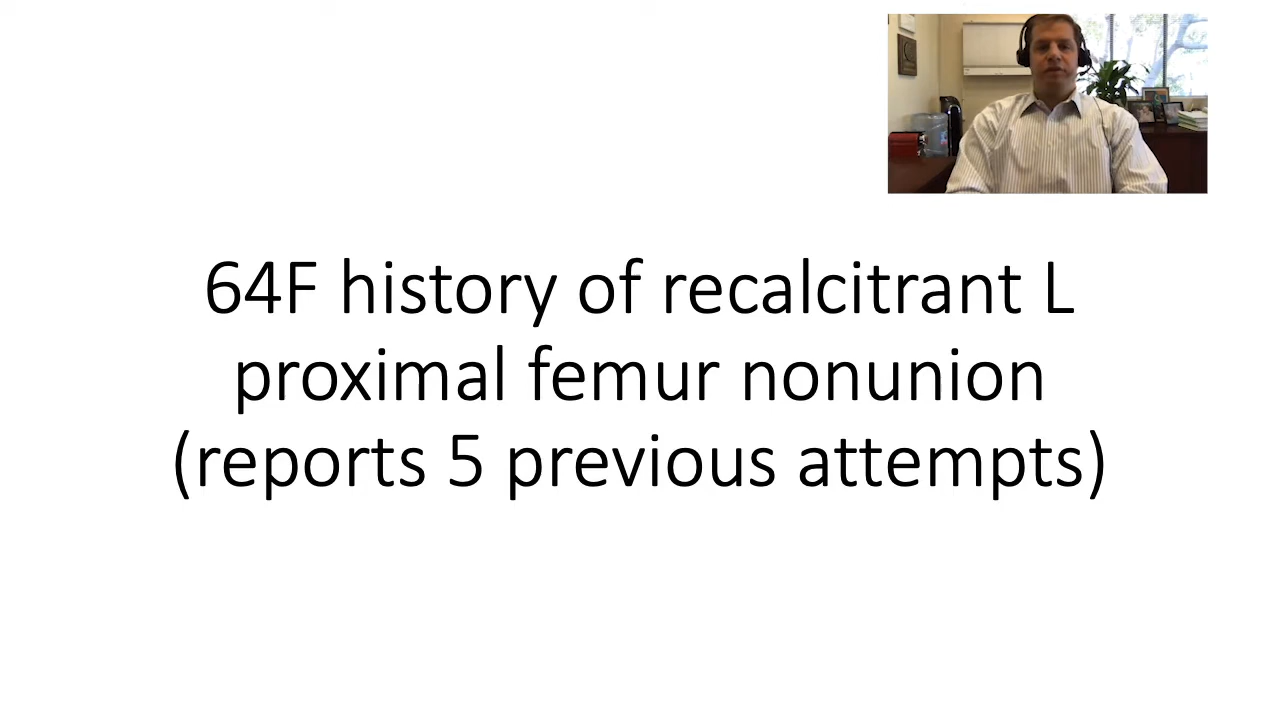 64F history of recalcitrant L
proximal femur nonunion
(reports 5 previous attempts)